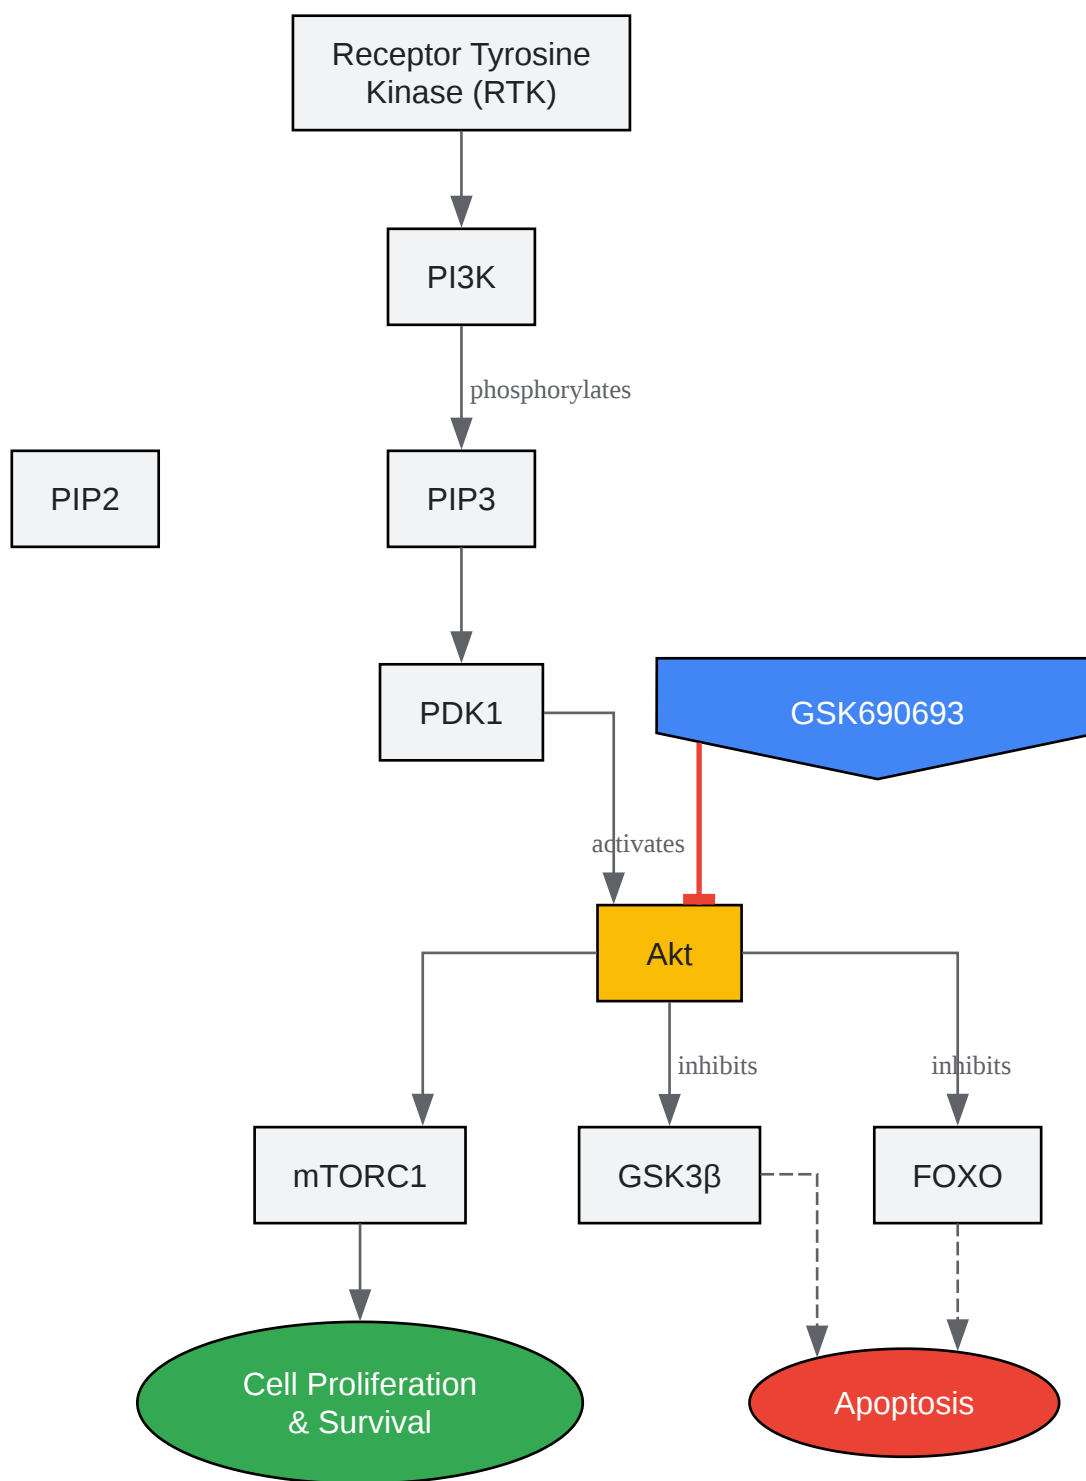 Receptor Tyrosine
Kinase (RTK)
PI3K
phosphorylates
PIP2
PIP3
PDK1
GSK690693
activates
Akt
inhibits
inhibits
mTORC1
GSK3β
FOXO
Cell Proliferation
& Survival
Apoptosis